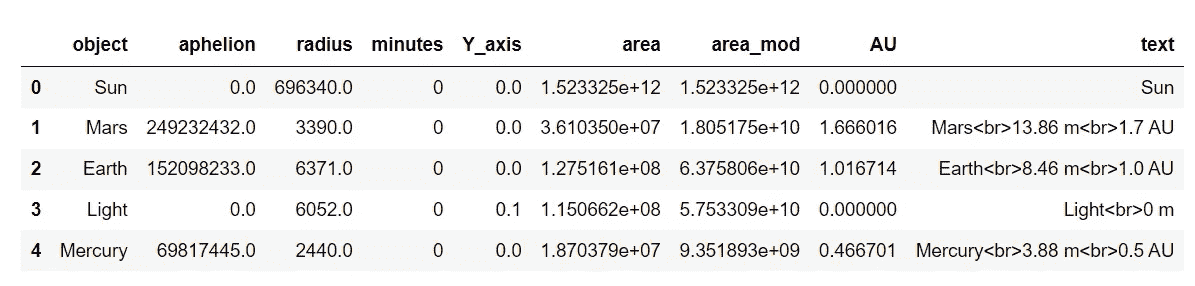 object aphelion radius minutes Y_axis area area_mod AU text
0 Sun 0.0 696340.0 0 0.0 1.523325e+12 1.523325e+12 0.000000 Sun
1 Mars 249232432.0 3390.0 0 0.0 3.610350e+07 1.805175e+10 1.666016 Mars<br>13.86 m<br>1.7 AU
2 Earth 152098233.0 6371.0 0 0.0 1.275161e+08 6.375806e+10 1.016714 Earth<br>8.46 m<br>1.0 AU
3 Light 0.0 6052.0 0 0.1 1.150662e+08 5.753309e+10 0.000000 Light<br>0 m
4 Mercury 69817445.0 2440.0 0 0.0 1.870379e+07 9.351893e+09 0.466701 Mercury<br>3.88 m<br>0.5 AU